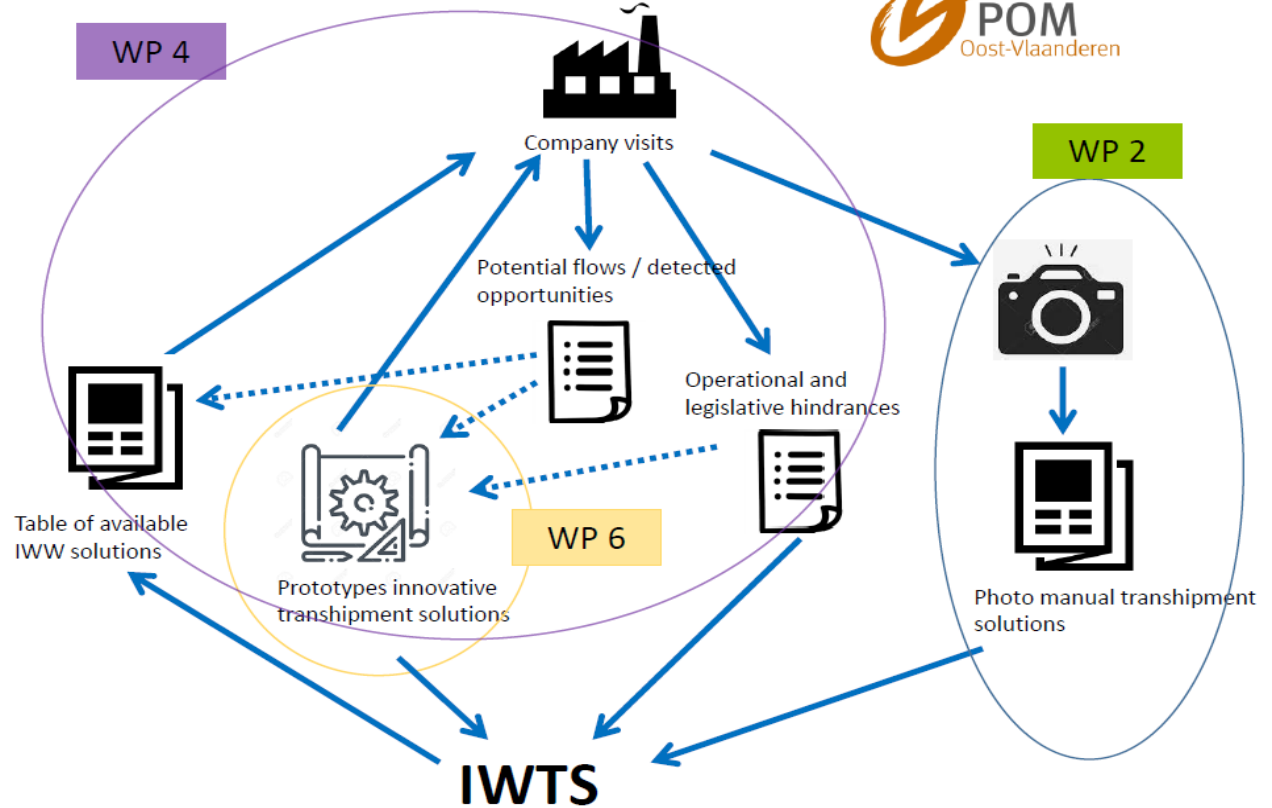 POM
Oost-Vlaanderen
WP 4
WP 2
Company visits
Potential flows / detected
opportunities
Operational and
legislative hindrances
Table of available
IWW solutions
WP 6
Prototypes innovative
transhipment solutions
Photo manual transhipment
solutions
IWTS